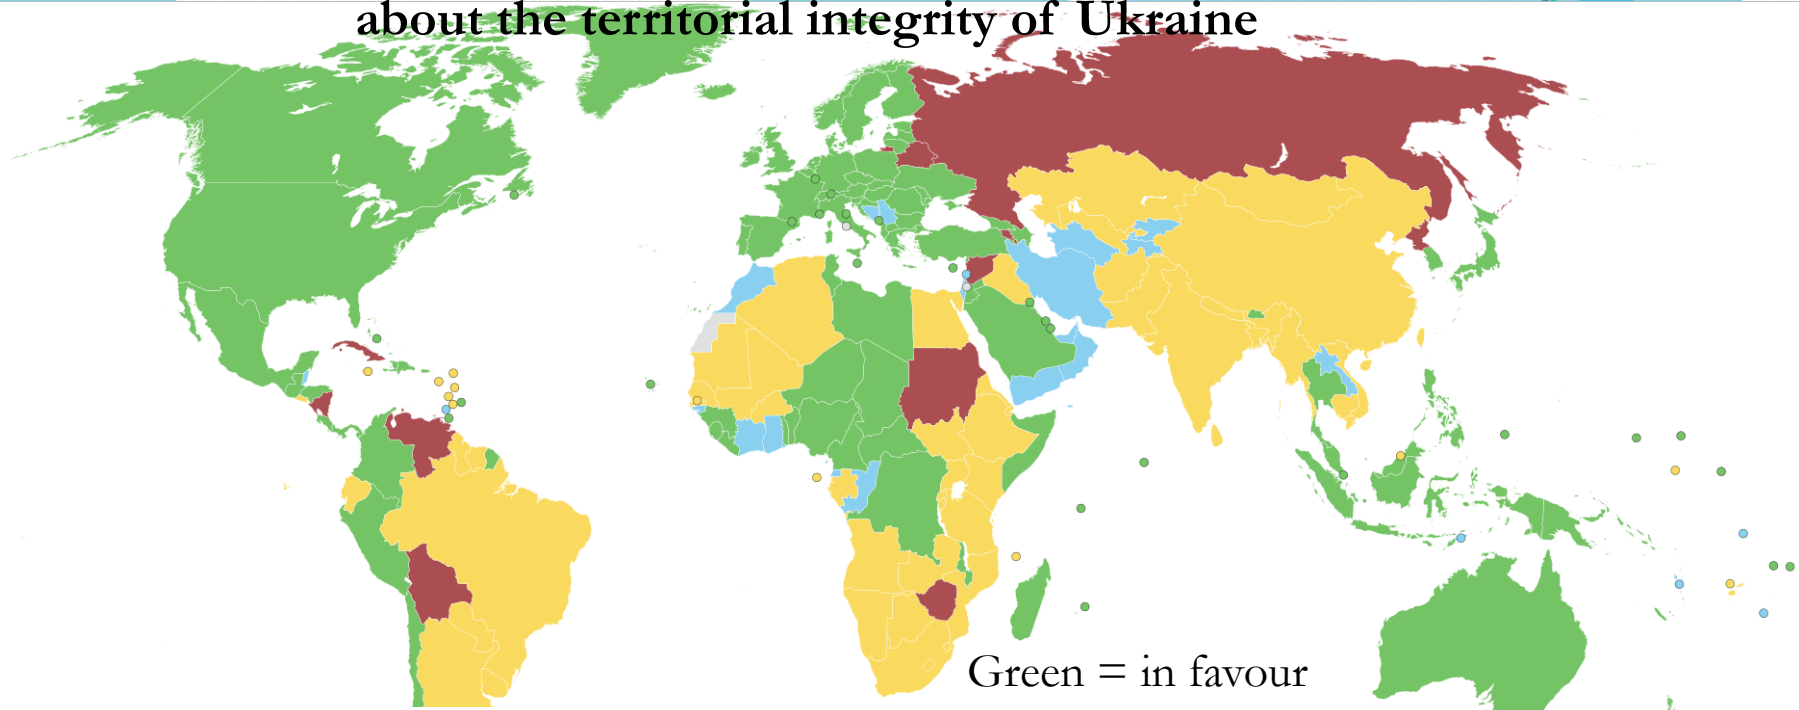 about the territorial integrity of Ukraine
Green = in favour